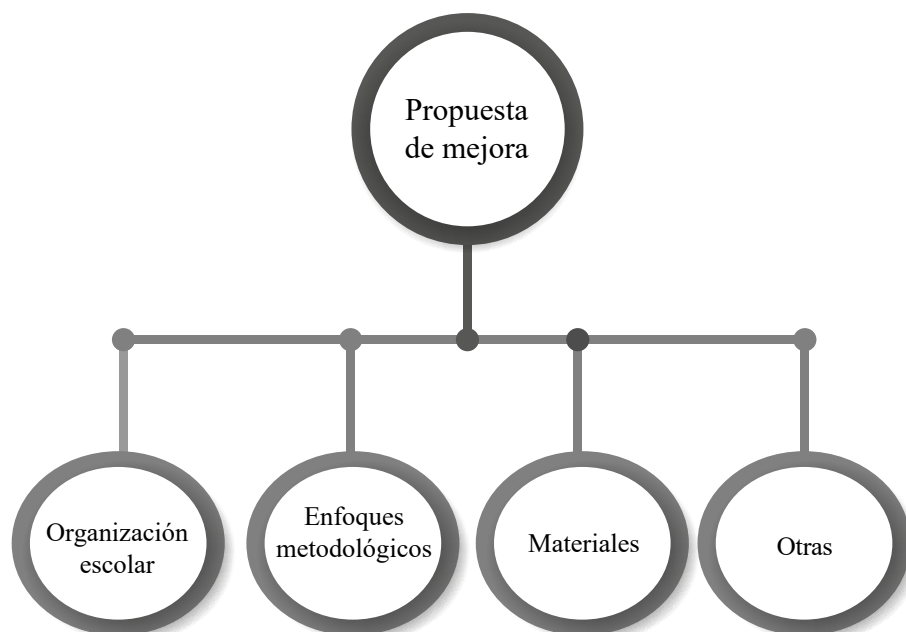 Propuesta
de mejora
Organización
escolar
Enfoques
metodológicos
Materiales
Otras